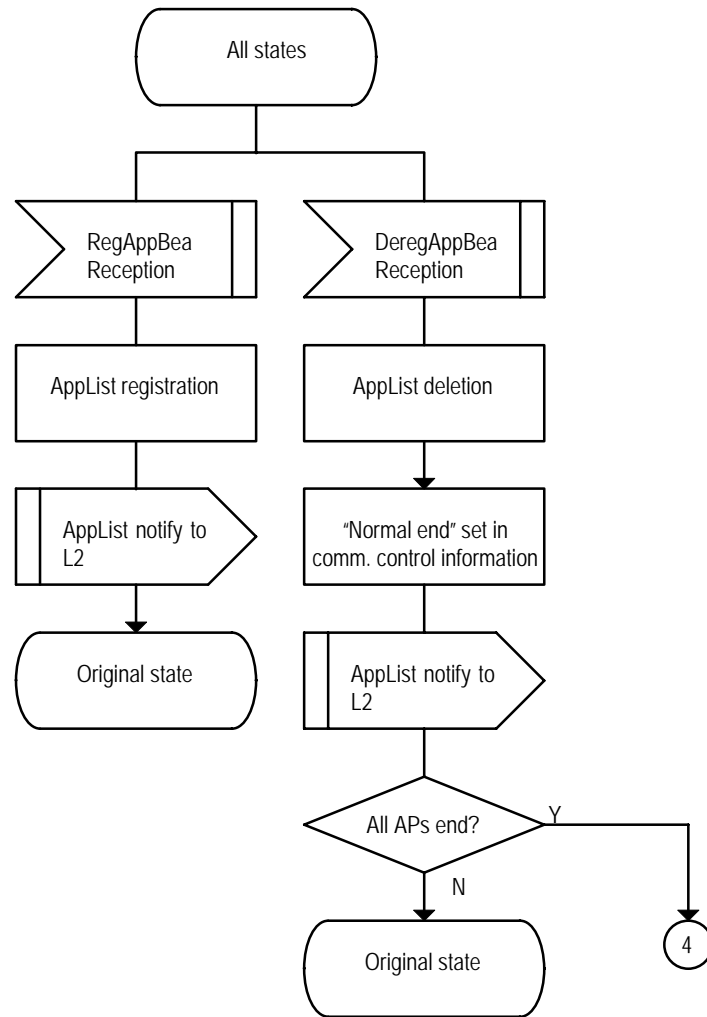 All states
RegAppBea
Reception
DeregAppBea
Reception
AppList registration
AppList deletion
AppList notify to
L2
“Normal end” set in
comm. control information
Original state
AppList notify to
L2
All APs end?
Y
N
Original state
4